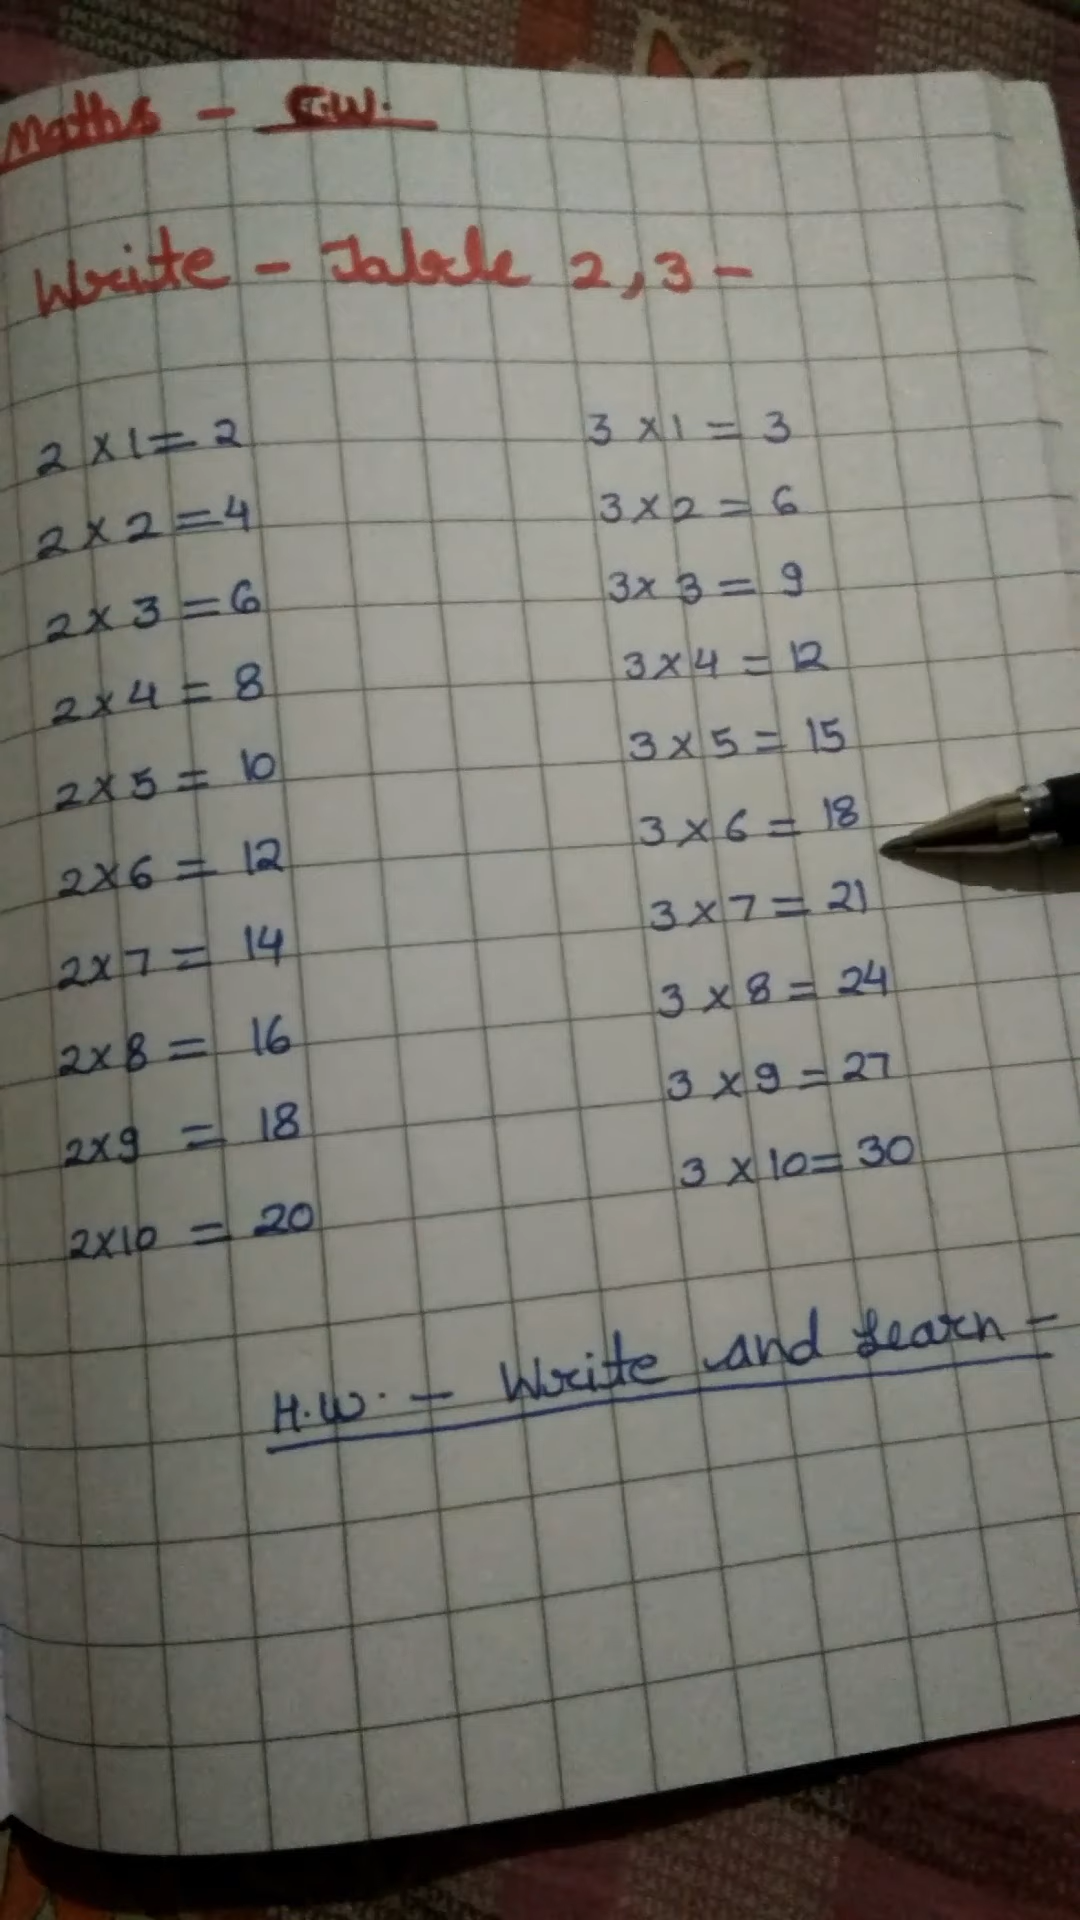 Maths - C.W.
Write - Table 2,3 -
2 x 1 = 2
2 x 2 = 4
2 x 3 = 6
2 x 4 = 8
2 x 5 = 10
2 x 6 = 12
2 x 7 = 14
2 x 8 = 16
2 x 9 = 18
2 x 10 = 20
3 x 1 = 3
3 x 2 = 6
3 x 3 = 9
3 x 4 = 12
3 x 5 = 15
3 x 6 = 18
3 x 7 = 21
3 x 8 = 24
3 x 9 = 27
3 x 10 = 30
H.W. - Write and Learn -